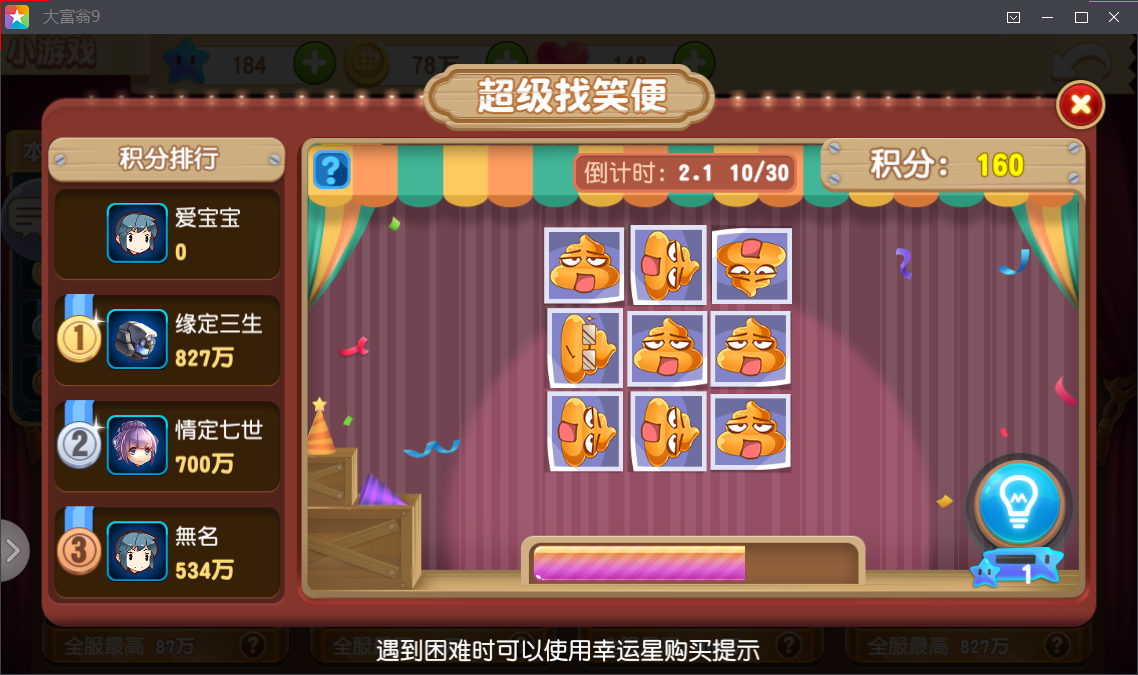 大富翁9
小游戏
184
78万
148
超级找笑便
积分排行
倒计时：2.1 10/30
积分：160
爱宝宝
0
1
缘定三生
827万
2
情定七世
700万
3
無名
534万
1
全服最高 87万
全服最高
全服最高 827万
遇到困难时可以使用幸运星购买提示